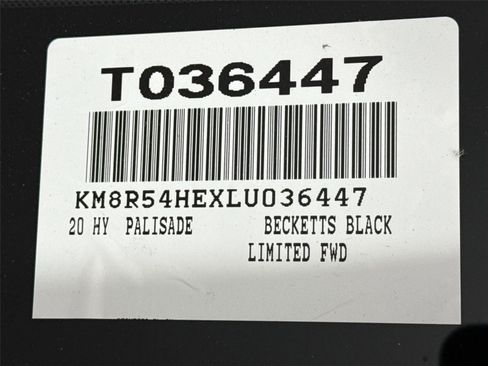 T036447
KM8R54HEXLU036447
20 HY PALISADE BECKETTS BLACK
LIMITED FWD